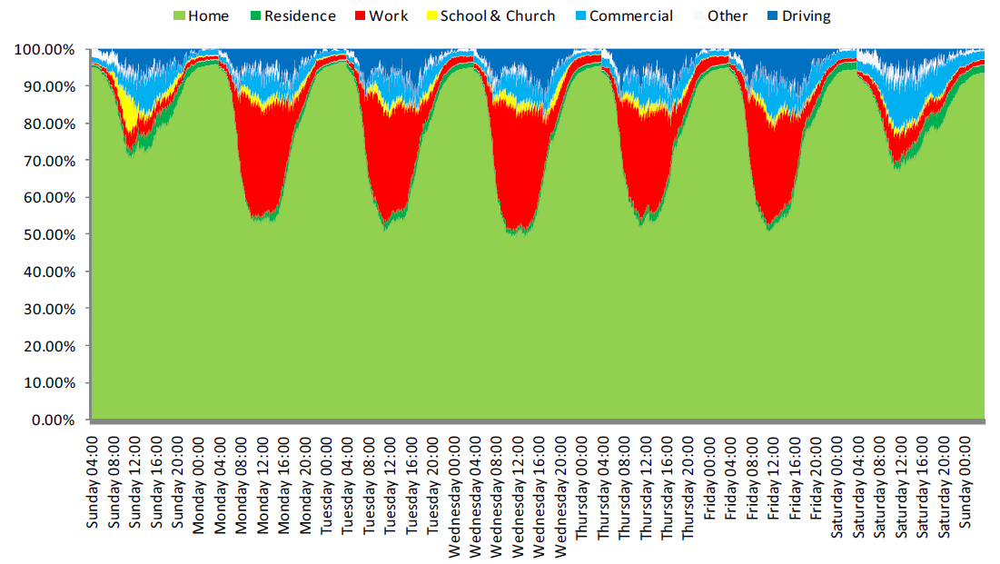 Home Residence Work School & Church Commercial Other Driving
100.00%
90.00%
80.00%
70.00%
60.00%
50.00%
40.00%
30.00%
20.00%
10.00%
0.00%
Sunday 04:00
Sunday 08:00
Sunday 12:00
Sunday 16:00
Sunday 20:00
Monday 00:00
Monday 04:00
Monday 08:00
Monday 12:00
Monday 16:00
Monday 20:00
Tuesday 00:00
Tuesday 04:00
Tuesday 08:00
Tuesday 12:00
Tuesday 16:00
Tuesday 20:00
Wednesday 00:00
Wednesday 04:00
Wednesday 08:00
Wednesday 12:00
Wednesday 16:00
Wednesday 20:00
Thursday 00:00
Thursday 04:00
Thursday 08:00
Thursday 12:00
Thursday 16:00
Thursday 20:00
Friday 00:00
Friday 04:00
Friday 08:00
Friday 12:00
Friday 16:00
Friday 20:00
Saturday 00:00
Saturday 04:00
Saturday 08:00
Saturday 12:00
Saturday 16:00
Saturday 20:00
Sunday 00:00